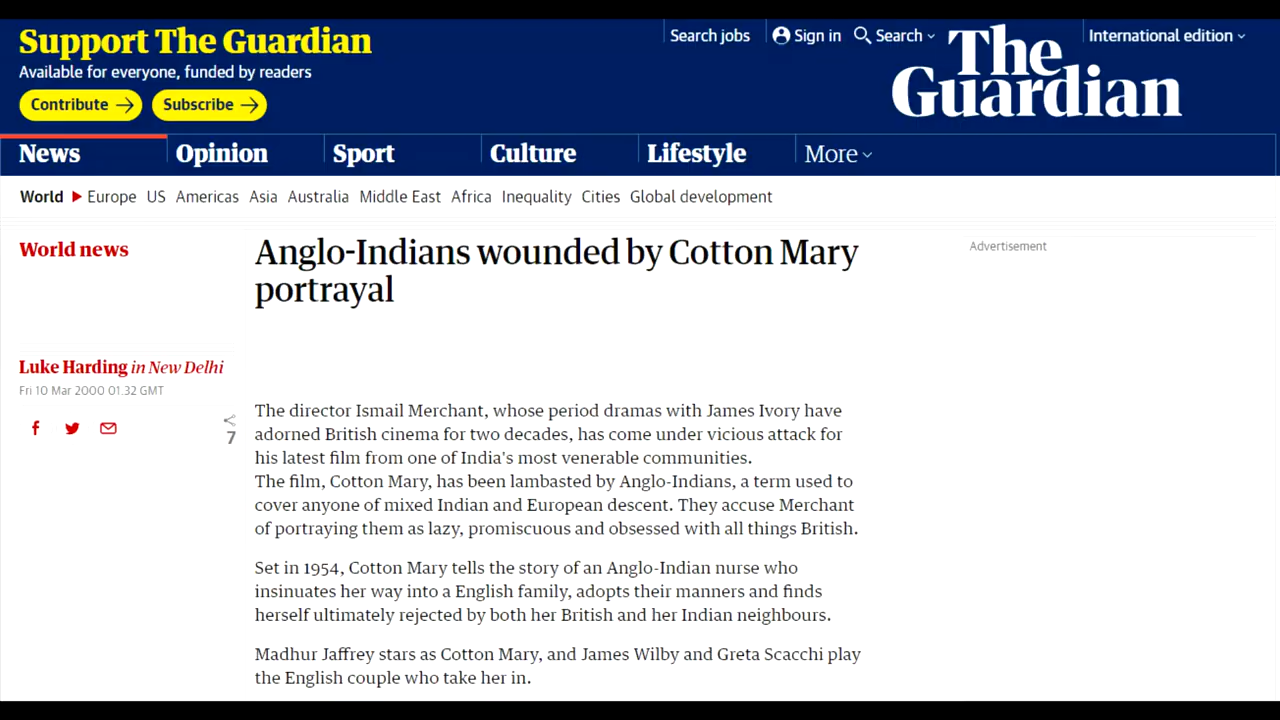 Support The Guardian
Available for everyone, funded by readers
Contribute
Subscribe
Search jobs
Sign in
Search
International edition
The
Guardian
News
Opinion
Sport
Culture
Lifestyle
More
World
Europe
US
Americas
Asia
Australia
Middle East
Africa
Inequality
Cities
Global development
World news
Anglo-Indians wounded by Cotton Mary
portrayal
Advertisement
Luke Harding in New Delhi
Fri 10 Mar 2000 01.32 GMT
7
The director Ismail Merchant, whose period dramas with James Ivory have
adorned British cinema for two decades, has come under vicious attack for
his latest film from one of India's most venerable communities.
The film, Cotton Mary, has been lambasted by Anglo-Indians, a term used to
cover anyone of mixed Indian and European descent. They accuse Merchant
of portraying them as lazy, promiscuous and obsessed with all things British.
Set in 1954, Cotton Mary tells the story of an Anglo-Indian nurse who
insinuates her way into a English family, adopts their manners and finds
herself ultimately rejected by both her British and her Indian neighbours.
Madhur Jaffrey stars as Cotton Mary, and James Wilby and Greta Scacchi play
the English couple who take her in.